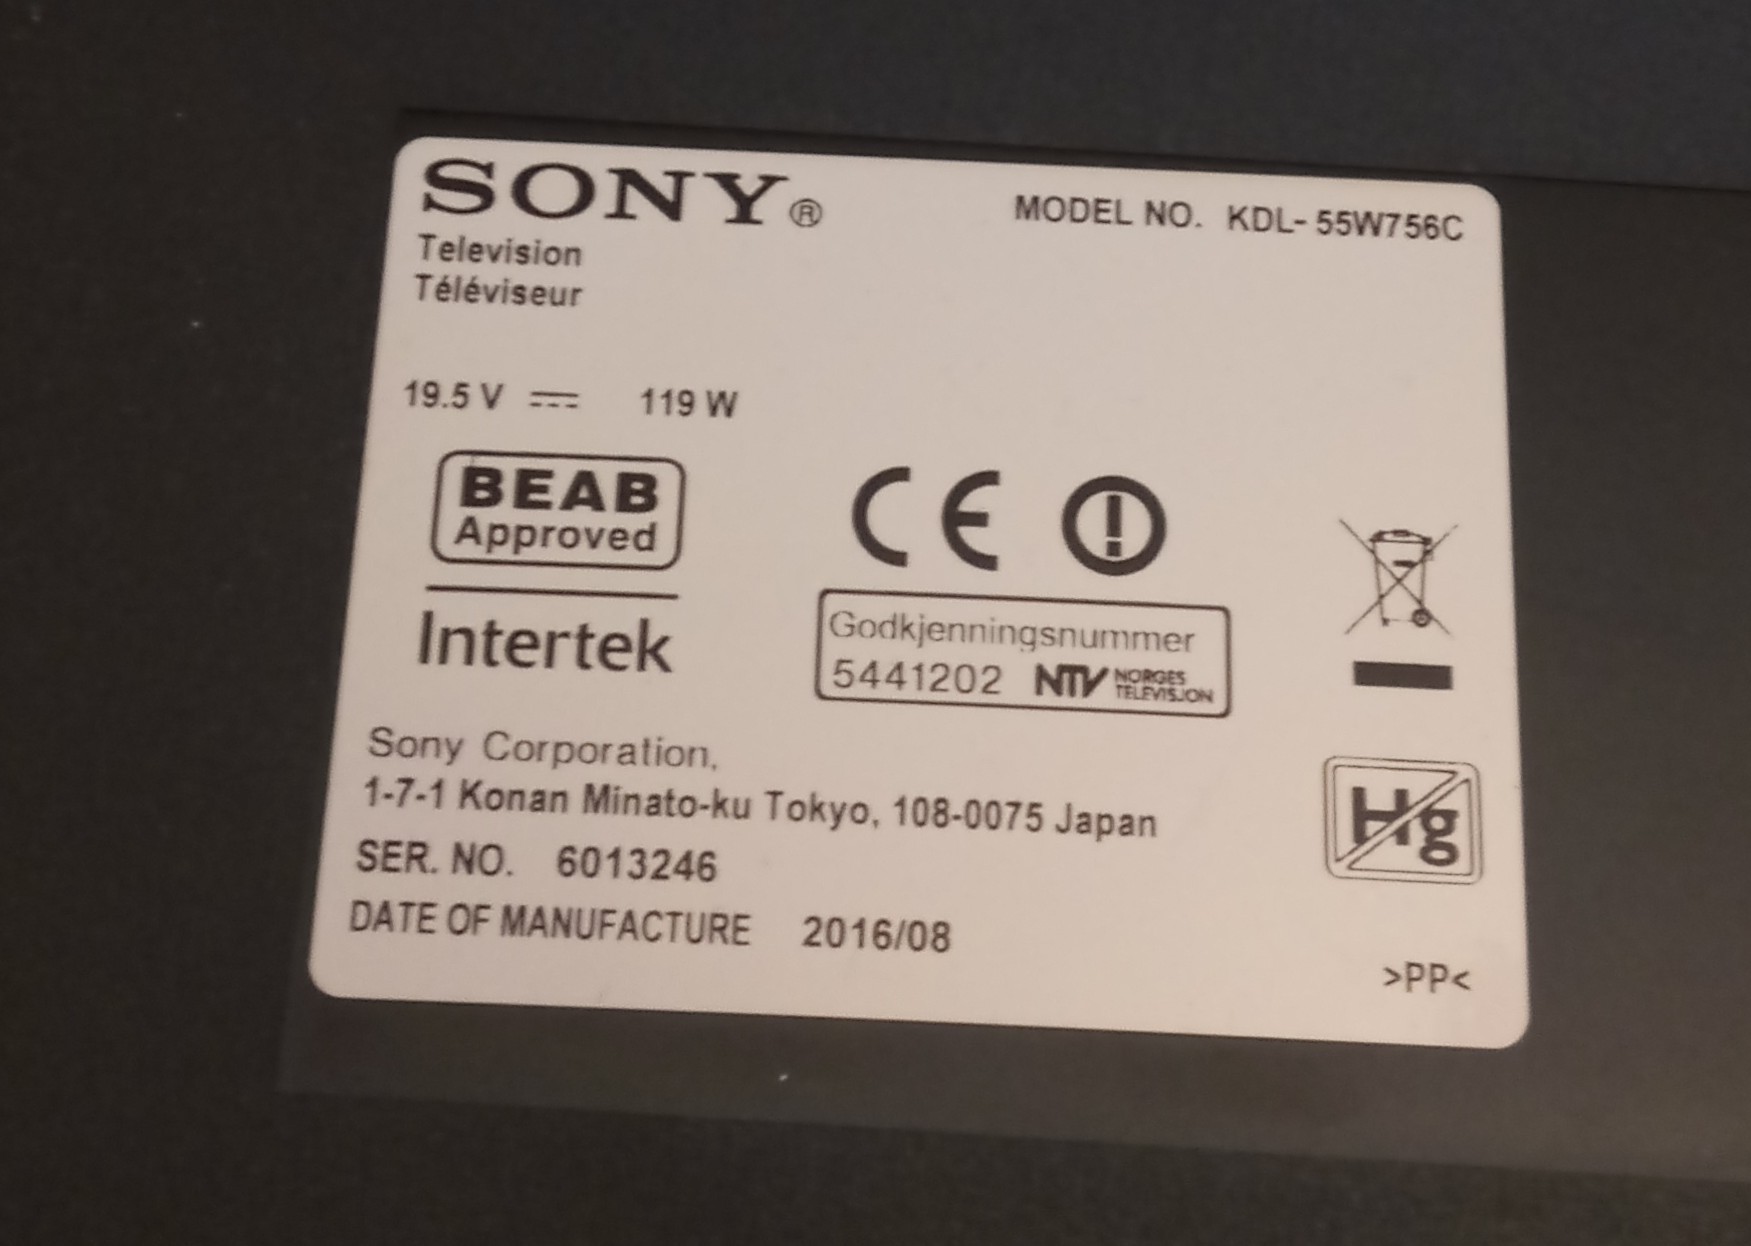 SONY®
MODEL NO. KDL-55W756C
Television
Téléviseur
19.5 V ⎓ 119 W
BEAB
Approved
Intertek
CE
Godkjenningsnummer
5441202 NTV NORGES
TELEVISJON
Sony Corporation,
1-7-1 Konan Minato-ku Tokyo, 108-0075 Japan
Hg
SER. NO. 6013246
DATE OF MANUFACTURE 2016/08
>PP<